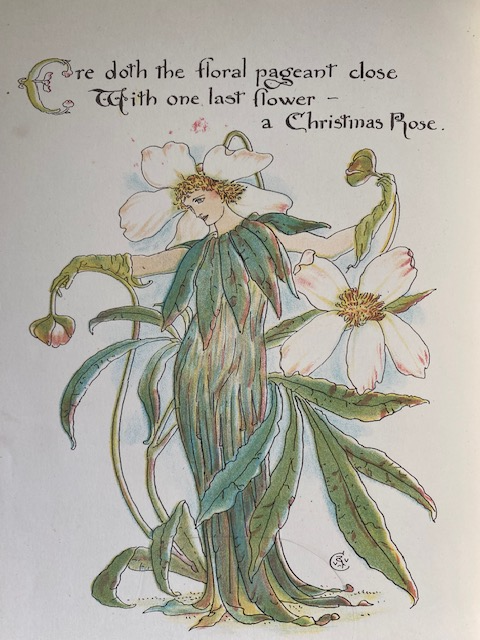 Ere doth the floral pageant close
With one last flower –
a Christmas Rose.